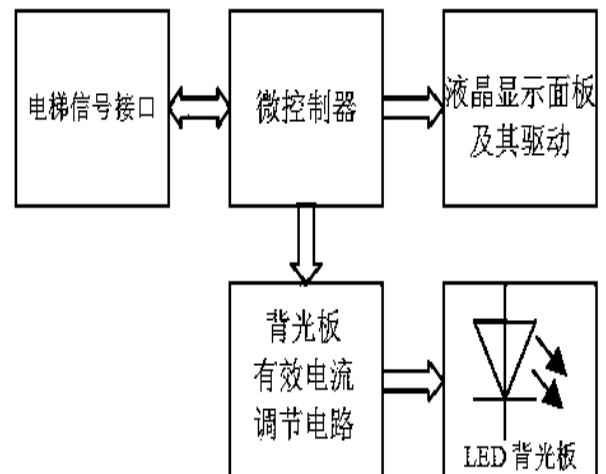 电梯信号接口
微控制器
液晶显示面板
及其驱动
背光板
有效电流
调节电路
LED背光板